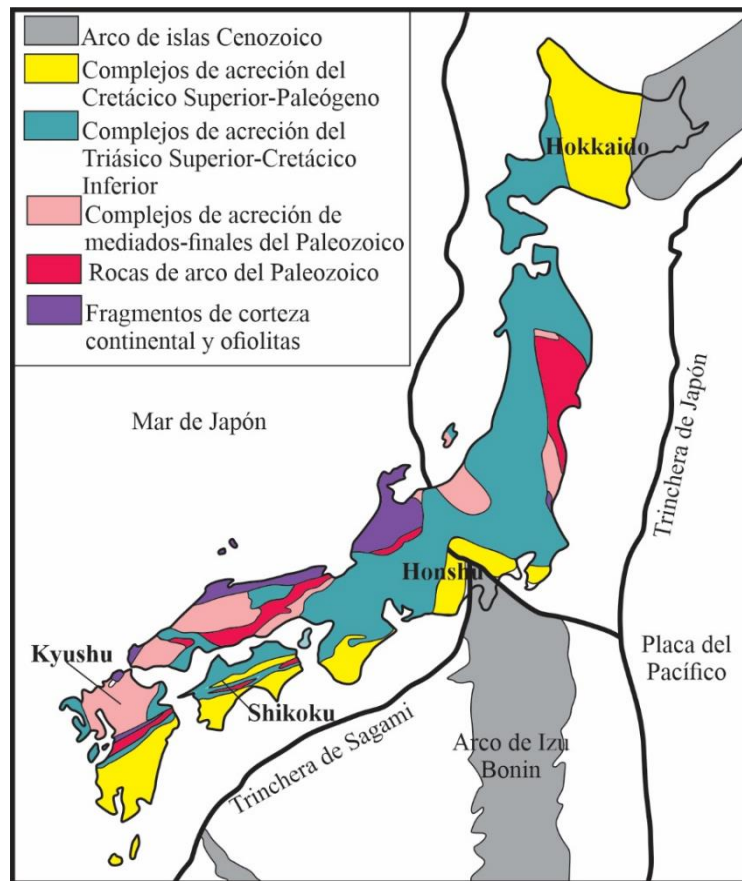 Arco de islas Cenozoico
Complejos de acreción del
Cretácico Superior-Paleógeno
Complejos de acreción del
Triásico Superior-Cretácico
Inferior
Complejos de acreción de
mediados-finales del Paleozoico
Rocas de arco del Paleozoico
Fragmentos de corteza
continental y ofiolitas
Hokkaido
Mar de Japón
Trinchera de Japón
Honshu
Kyushu
Shikoku
Placa del
Pacífico
Trinchera de Sagami
Arco de Izu
Bonin